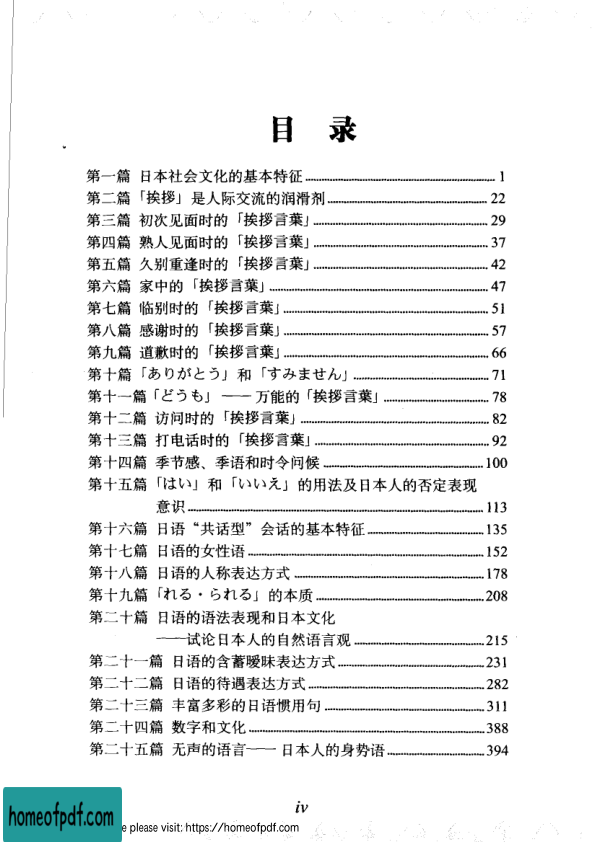 目 录
第一篇 日本社会文化的基本特征 1
第二篇「挨拶」是人际交流的润滑剂 22
第三篇 初次见面时的「挨拶言葉」 29
第四篇 熟人见面时的「挨拶言葉」 37
第五篇 久别重逢时的「挨拶言葉」 42
第六篇 家中的「挨拶言葉」 47
第七篇 临别时的「挨拶言葉」 51
第八篇 感谢时的「挨拶言葉」 57
第九篇 道歉时的「挨拶言葉」 66
第十篇「ありがとう」和「すみません」 71
第十一篇「どうも」——万能的「挨拶言葉」 78
第十二篇 访问时的「挨拶言葉」 82
第十三篇 打电话时的「挨拶言葉」 92
第十四篇 季节感、季语和时令问候 100
第十五篇「はい」和「いいえ」的用法及日本人的否定表现
意识 113
第十六篇 日语“共话型”会话的基本特征 135
第十七篇 日语的女性语 152
第十八篇 日语的人称表达方式 178
第十九篇「れる・られる」的本质 208
第二十篇 日语的语法表现和日本文化
——试论日本人的自然语言观 215
第二十一篇 日语的含蓄暧昧表达方式 231
第二十二篇 日语的待遇表达方式 282
第二十三篇 丰富多彩的日语惯用句 311
第二十四篇 数字和文化 388
第二十五篇 无声的语言——日本人的身势语 394
iv
homeofpdf.com
e please visit: https://homeofpdf.com